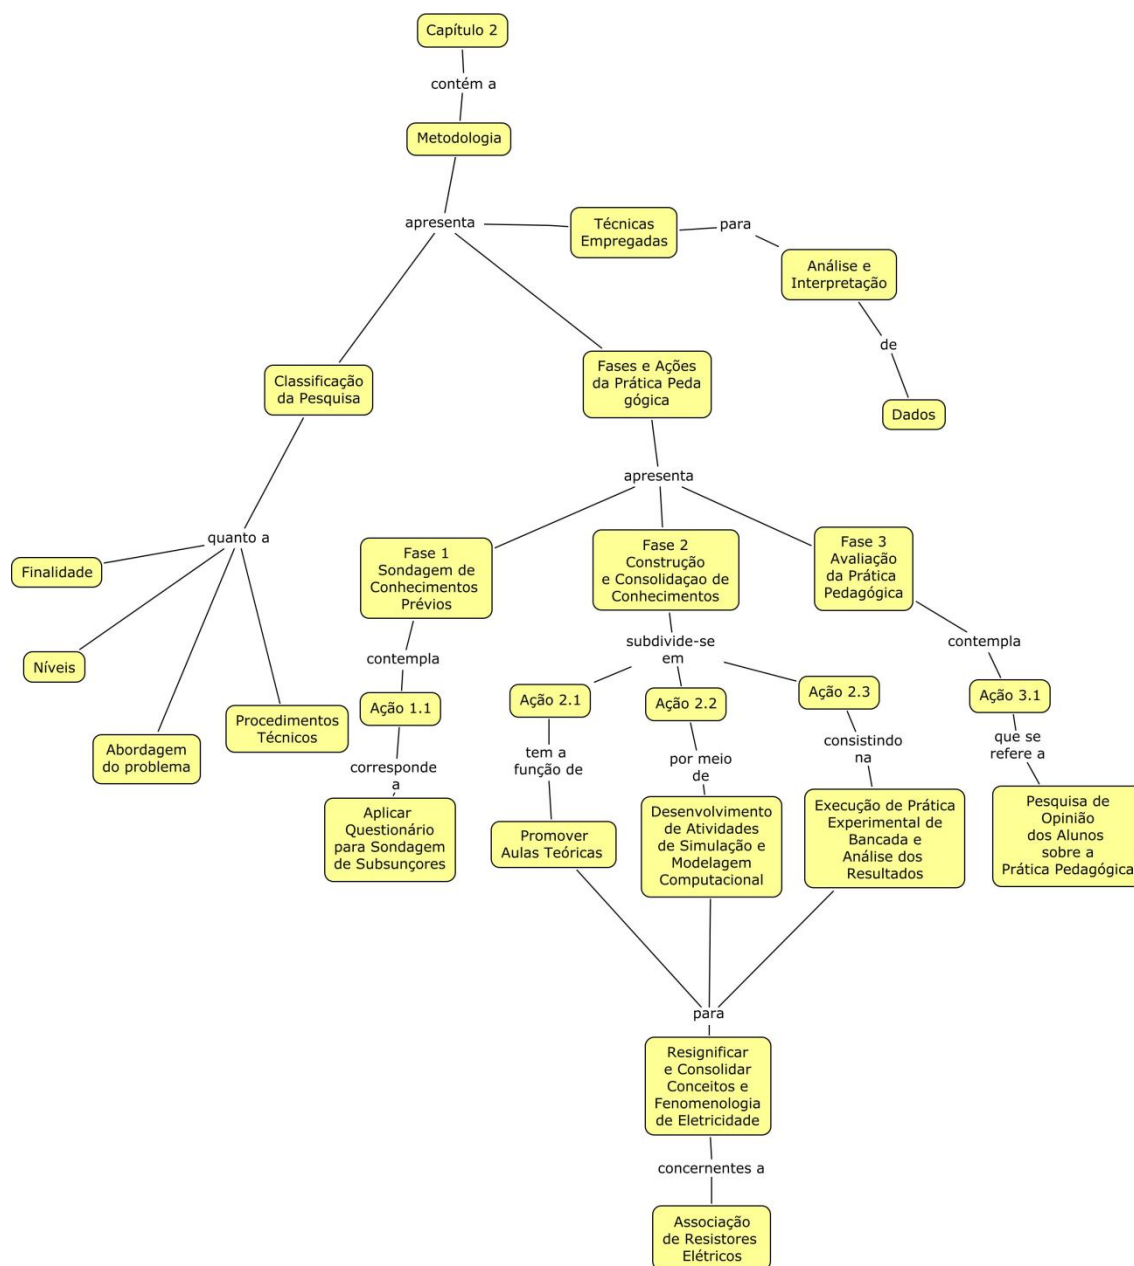 Capítulo 2
contém a
Metodologia
apresenta
Técnicas
Empregadas
para
Análise e
Interpretação
de
Dados
Classificação
da Pesquisa
Fases e Ações
da Prática Peda
gógica
quanto a
Finalidade
Níveis
Abordagem
do problema
Procedimentos
Técnicos
apresenta
Fase 1
Sondagem de
Conhecimentos
Prévios
contempla
Ação 1.1
corresponde
a
Aplicar
Questionário
para Sondagem
de Subsunçores
Fase 2
Construção
e Consolidaçao de
Conhecimentos
subdivide-se
em
Ação 2.1
tem a
função de
Promover
Aulas Teóricas
Ação 2.2
por meio
de
Desenvolvimento
de Atividades
de Simulação e
Modelagem
Computacional
Ação 2.3
consistindo
na
Execução de Prática
Experimental de
Bancada e
Análise dos
Resultados
Fase 3
Avaliação
da Prática
Pedagógica
contempla
Ação 3.1
que se
refere a
Pesquisa de
Opinião
dos Alunos
sobre a
Prática Pedagógica
para
Resignificar
e Consolidar
Conceitos e
Fenomenologia
de Eletricidade
concernentes a
Associação
de Resistores
Elétricos